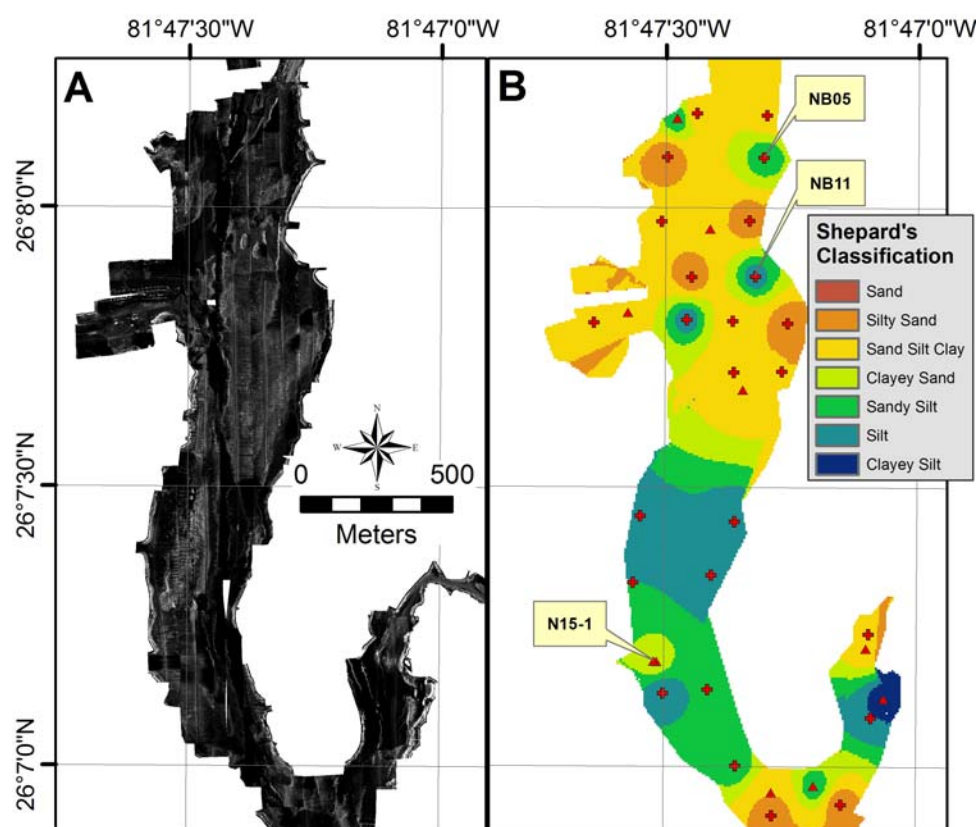 81°47'30"W 81°47'0"W 81°47'30"W 81°47'0"W
A
B
NB05
NB11
26°8'0"N
26°7'30"N
26°7'0"N
N
W E
S
0 500
Meters
Shepard's
Classification
Sand
Silty Sand
Sand Silt Clay
Clayey Sand
Sandy Silt
Silt
Clayey Silt
N15-1